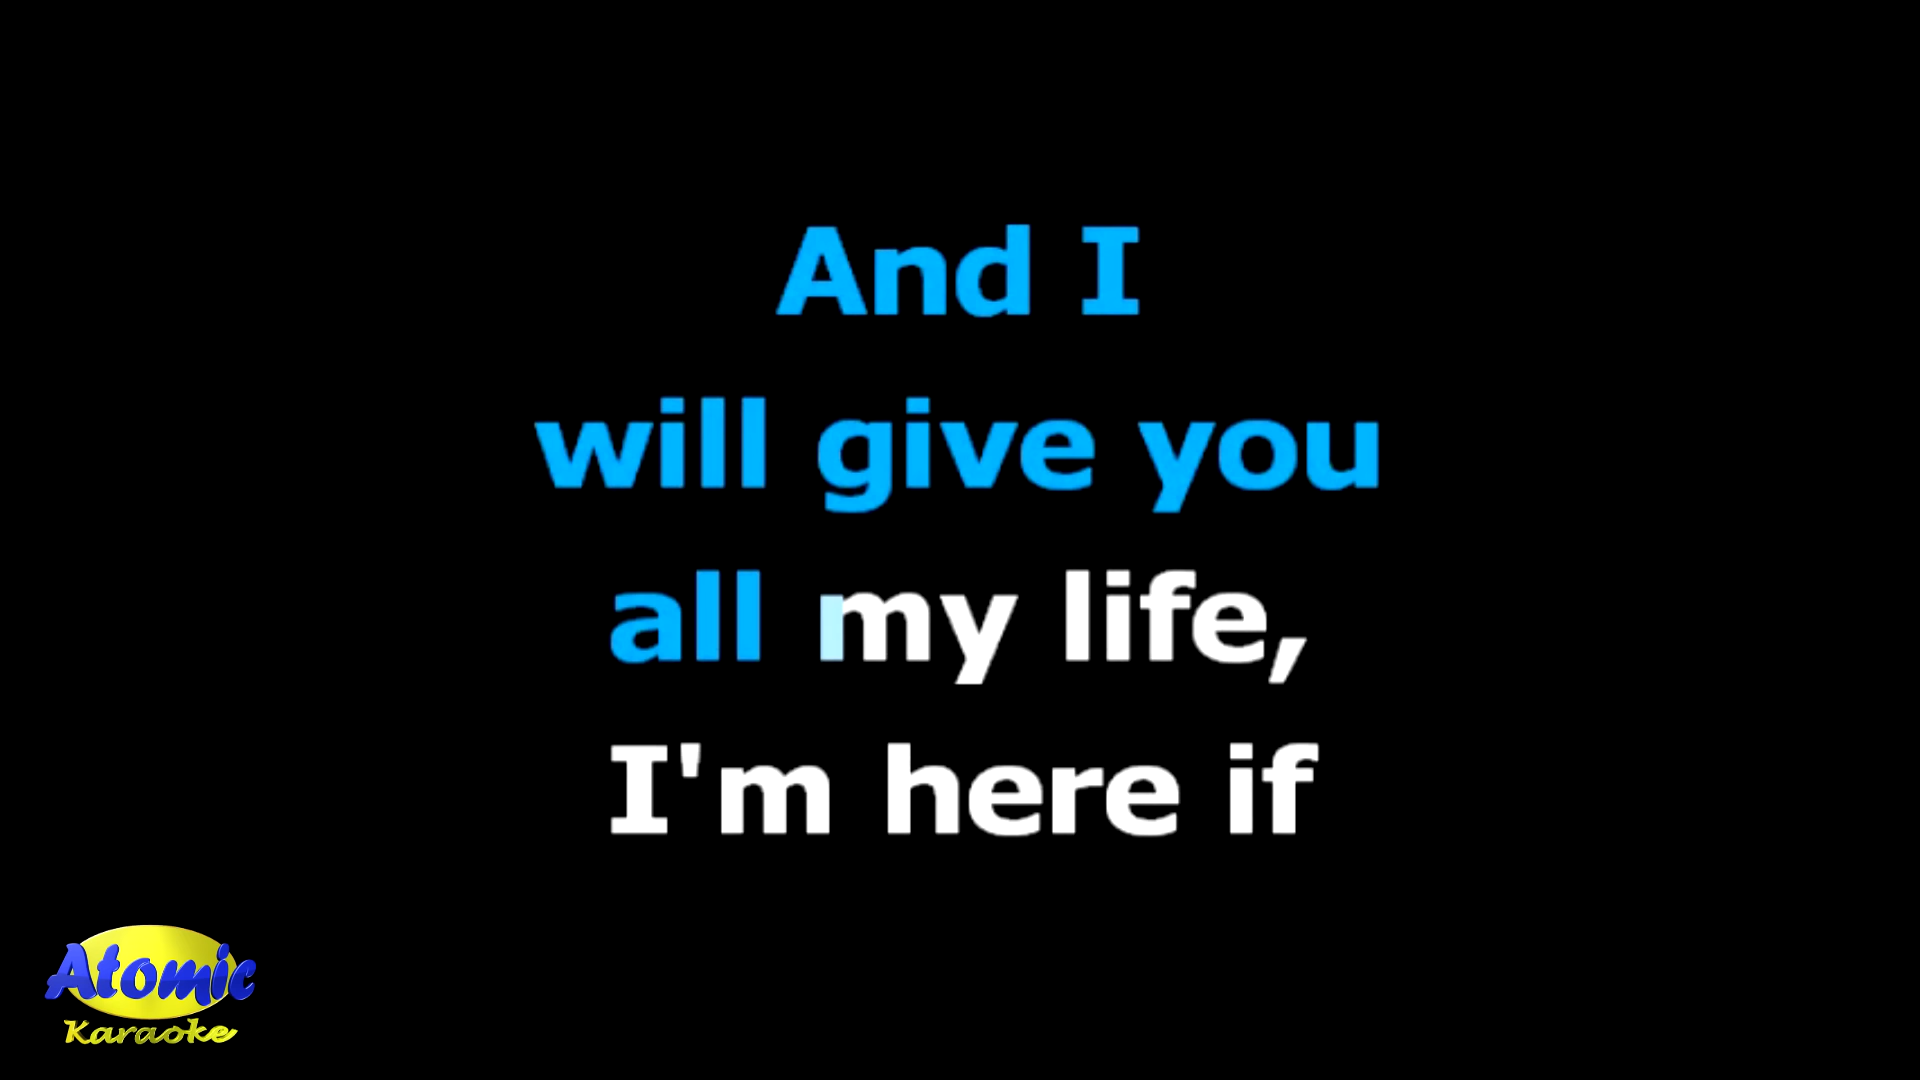 And I
will give you
all my life,
I'm here if
Atomic
Karaoke